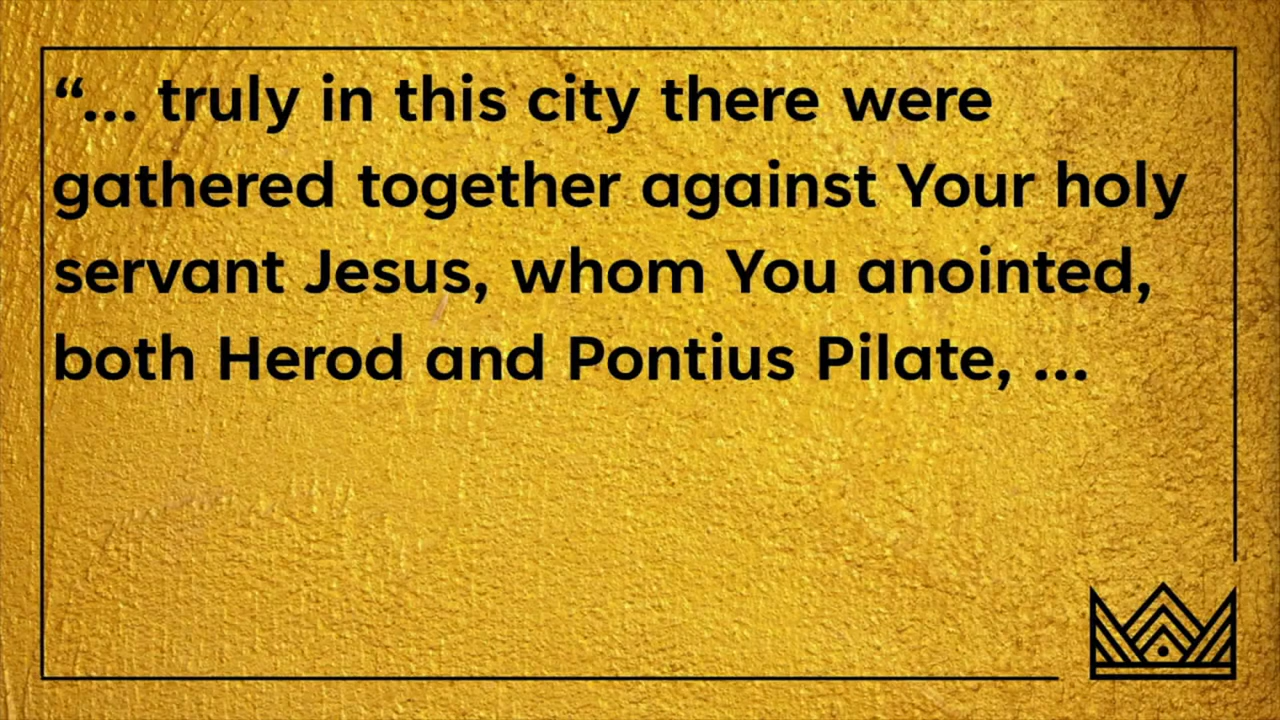 “... truly in this city there were
gathered together against Your holy
servant Jesus, whom You anointed,
both Herod and Pontius Pilate, ...